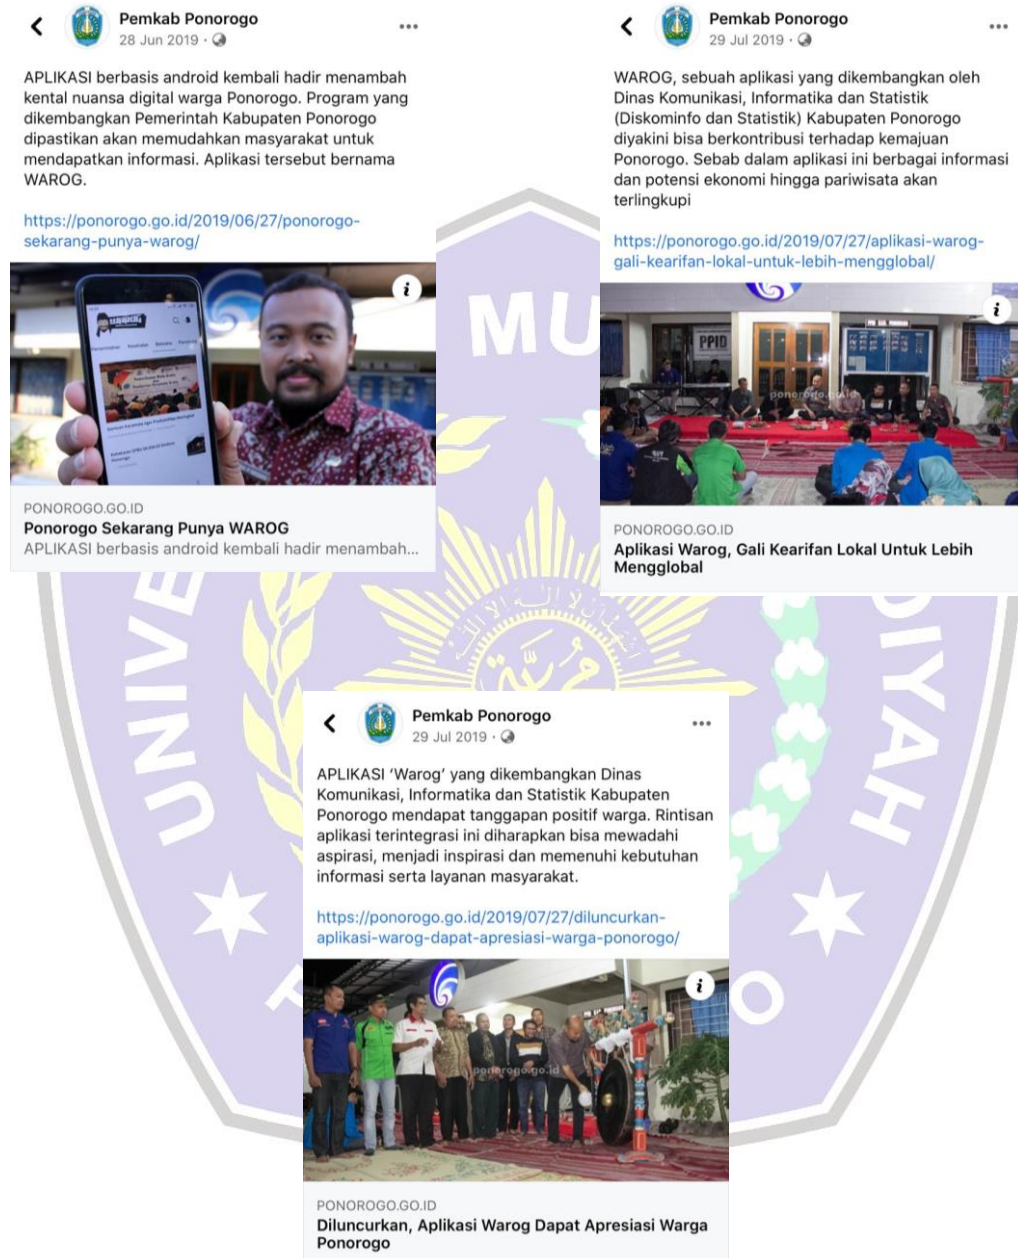 Pemkab Ponorogo
28 Jun 2019 ·
APLIKASI berbasis android kembali hadir menambah
kental nuansa digital warga Ponorogo. Program yang
dikembangkan Pemerintah Kabupaten Ponorogo
dipastikan akan memudahkan masyarakat untuk
mendapatkan informasi. Aplikasi tersebut bernama
WAROG.
https://ponorogo.go.id/2019/06/27/ponorogo-
sekarang-punya-warog/
PONOROGO.GO.ID
Ponorogo Sekarang Punya WAROG
APLIKASI berbasis android kembali hadir menambah...
Pemkab Ponorogo
29 Jul 2019 ·
WAROG, sebuah aplikasi yang dikembangkan oleh
Dinas Komunikasi, Informatika dan Statistik
(Diskominfo dan Statistik) Kabupaten Ponorogo
diyakini bisa berkontribusi terhadap kemajuan
Ponorogo. Sebab dalam aplikasi ini berbagai informasi
dan potensi ekonomi hingga pariwisata akan
terlingkupi
https://ponorogo.go.id/2019/07/27/aplikasi-warog-
gali-kearifan-lokal-untuk-lebih-mengglobal/
PPID
ponorogo.go.id
PONOROGO.GO.ID
Aplikasi Warog, Gali Kearifan Lokal Untuk Lebih
Mengglobal
Pemkab Ponorogo
29 Jul 2019 ·
APLIKASI ‘Warog’ yang dikembangkan Dinas
Komunikasi, Informatika dan Statistik Kabupaten
Ponorogo mendapat tanggapan positif warga. Rintisan
aplikasi terintegrasi ini diharapkan bisa mewadahi
aspirasi, menjadi inspirasi dan memenuhi kebutuhan
informasi serta layanan masyarakat.
https://ponorogo.go.id/2019/07/27/diluncurkan-
aplikasi-warog-dapat-apresiasi-warga-ponorogo/
ponorogo.go.id
PONOROGO.GO.ID
Diluncurkan, Aplikasi Warog Dapat Apresiasi Warga
Ponorogo
MU
UNIVE
DIYAH
O